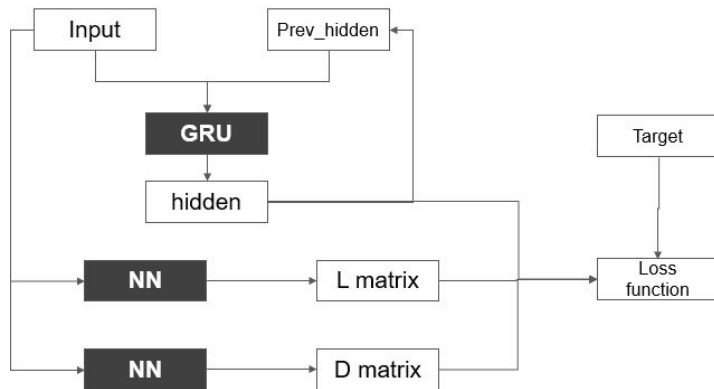 Input
Prev_hidden
GRU
Target
hidden
NN
L matrix
Loss
function
NN
D matrix